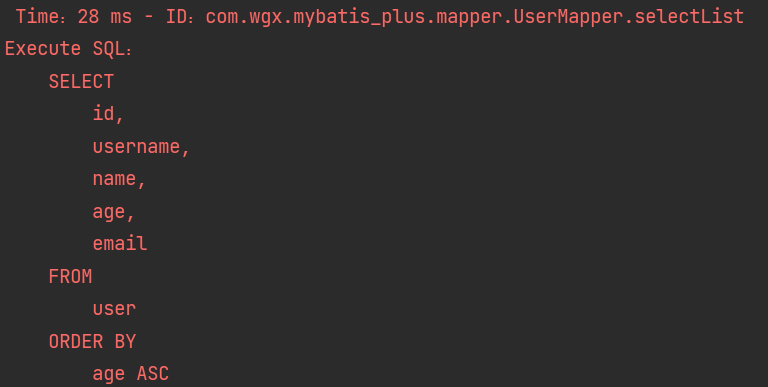 Time：28 ms - ID：com.wgx.mybatis_plus.mapper.UserMapper.selectList
Execute SQL：
SELECT
id,
username,
name,
age,
email
FROM
user
ORDER BY
age ASC